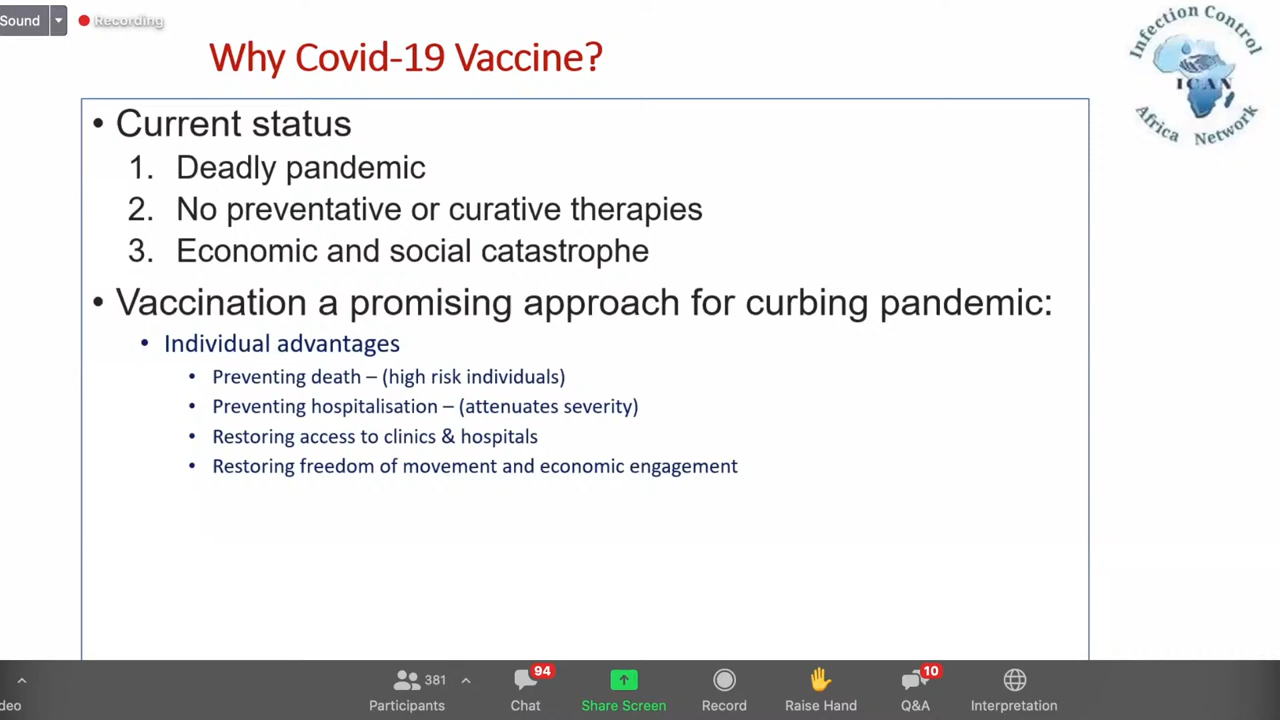 Sound
Recording
Why Covid-19 Vaccine?
Infection Control
ICAN
Africa Network
• Current status
1. Deadly pandemic
2. No preventative or curative therapies
3. Economic and social catastrophe
• Vaccination a promising approach for curbing pandemic:
• Individual advantages
• Preventing death – (high risk individuals)
• Preventing hospitalisation – (attenuates severity)
• Restoring access to clinics & hospitals
• Restoring freedom of movement and economic engagement
381
94
10
deo
Participants
Chat
Share Screen
Record
Raise Hand
Q&A
Interpretation